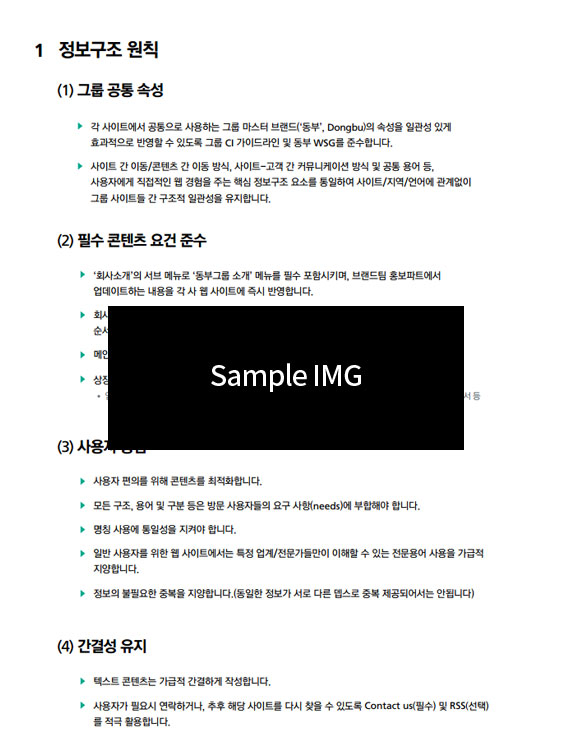 1 정보구조 원칙
(1) 그룹 공통 속성
각 사이트에서 공통으로 사용하는 그룹 마스터 브랜드('동부', Dongbu)의 속성을 일관성 있게
효과적으로 반영할 수 있도록 그룹 CI 가이드라인 및 동부 WSG를 준수합니다.
사이트 간 이동/콘텐츠 간 이동 방식, 사이트-고객 간 커뮤니케이션 방식 및 공통 용어 등,
사용자에게 직접적인 웹 경험을 주는 핵심 정보구조 요소를 통일하여 사이트/지역/언어에 관계없이
그룹 사이트들 간 구조적 일관성을 유지합니다.
(2) 필수 콘텐츠 요건 준수
'회사소개'의 서브 메뉴로 '동부그룹 소개' 메뉴를 필수 포함시키며, 브랜드팀 홍보파트에서
업데이트하는 내용을 각 사 웹 사이트에 즉시 반영합니다.
회사
순서
메인
상장
서 등
Sample IMG
(3) 사용자
사용자 편의를 위해 콘텐츠를 최적화합니다.
모든 구조, 용어 및 구분 등은 방문 사용자들의 요구 사항(needs)에 부합해야 합니다.
명칭 사용에 통일성을 지켜야 합니다.
일반 사용자를 위한 웹 사이트에서는 특정 업계/전문가들만이 이해할 수 있는 전문용어 사용을 가급적
지양합니다.
정보의 불필요한 중복을 지양합니다.(동일한 정보가 서로 다른 뎁스로 중복 제공되어서는 안됩니다)
(4) 간결성 유지
텍스트 콘텐츠는 가급적 간결하게 작성합니다.
사용자가 필요시 연락하거나, 추후 해당 사이트를 다시 찾을 수 있도록 Contact us(필수) 및 RSS(선택)
를 적극 활용합니다.